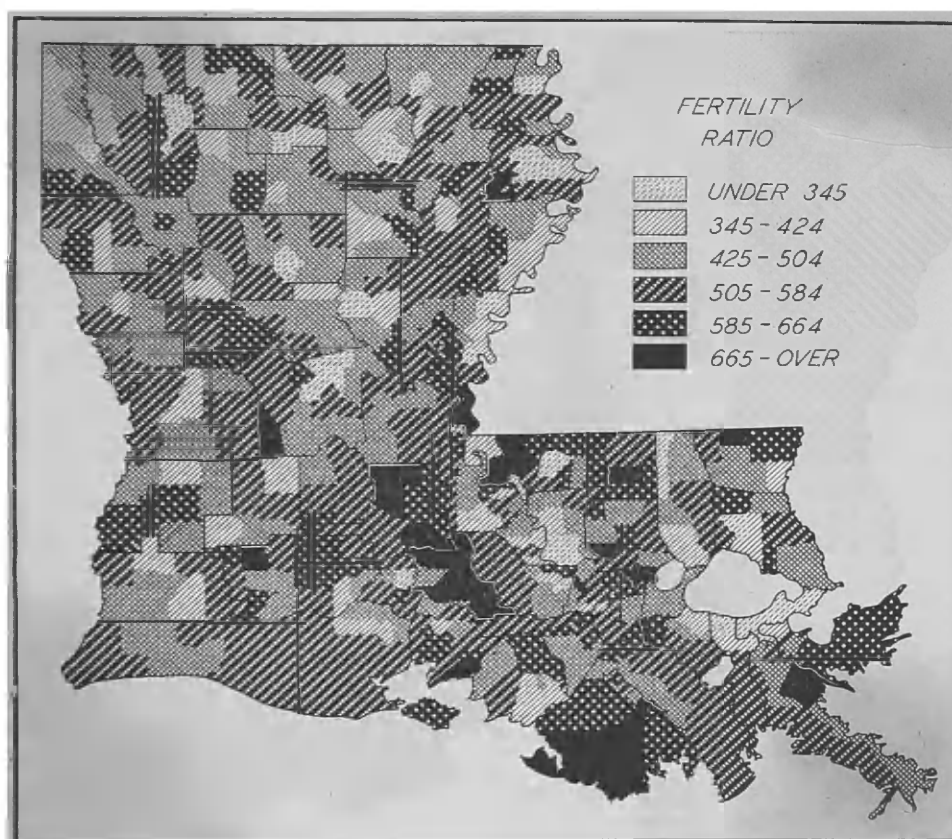 FERTILITY
RATIO
UNDER 345
345 - 424
425 - 504
505 - 584
585 - 664
665 - OVER